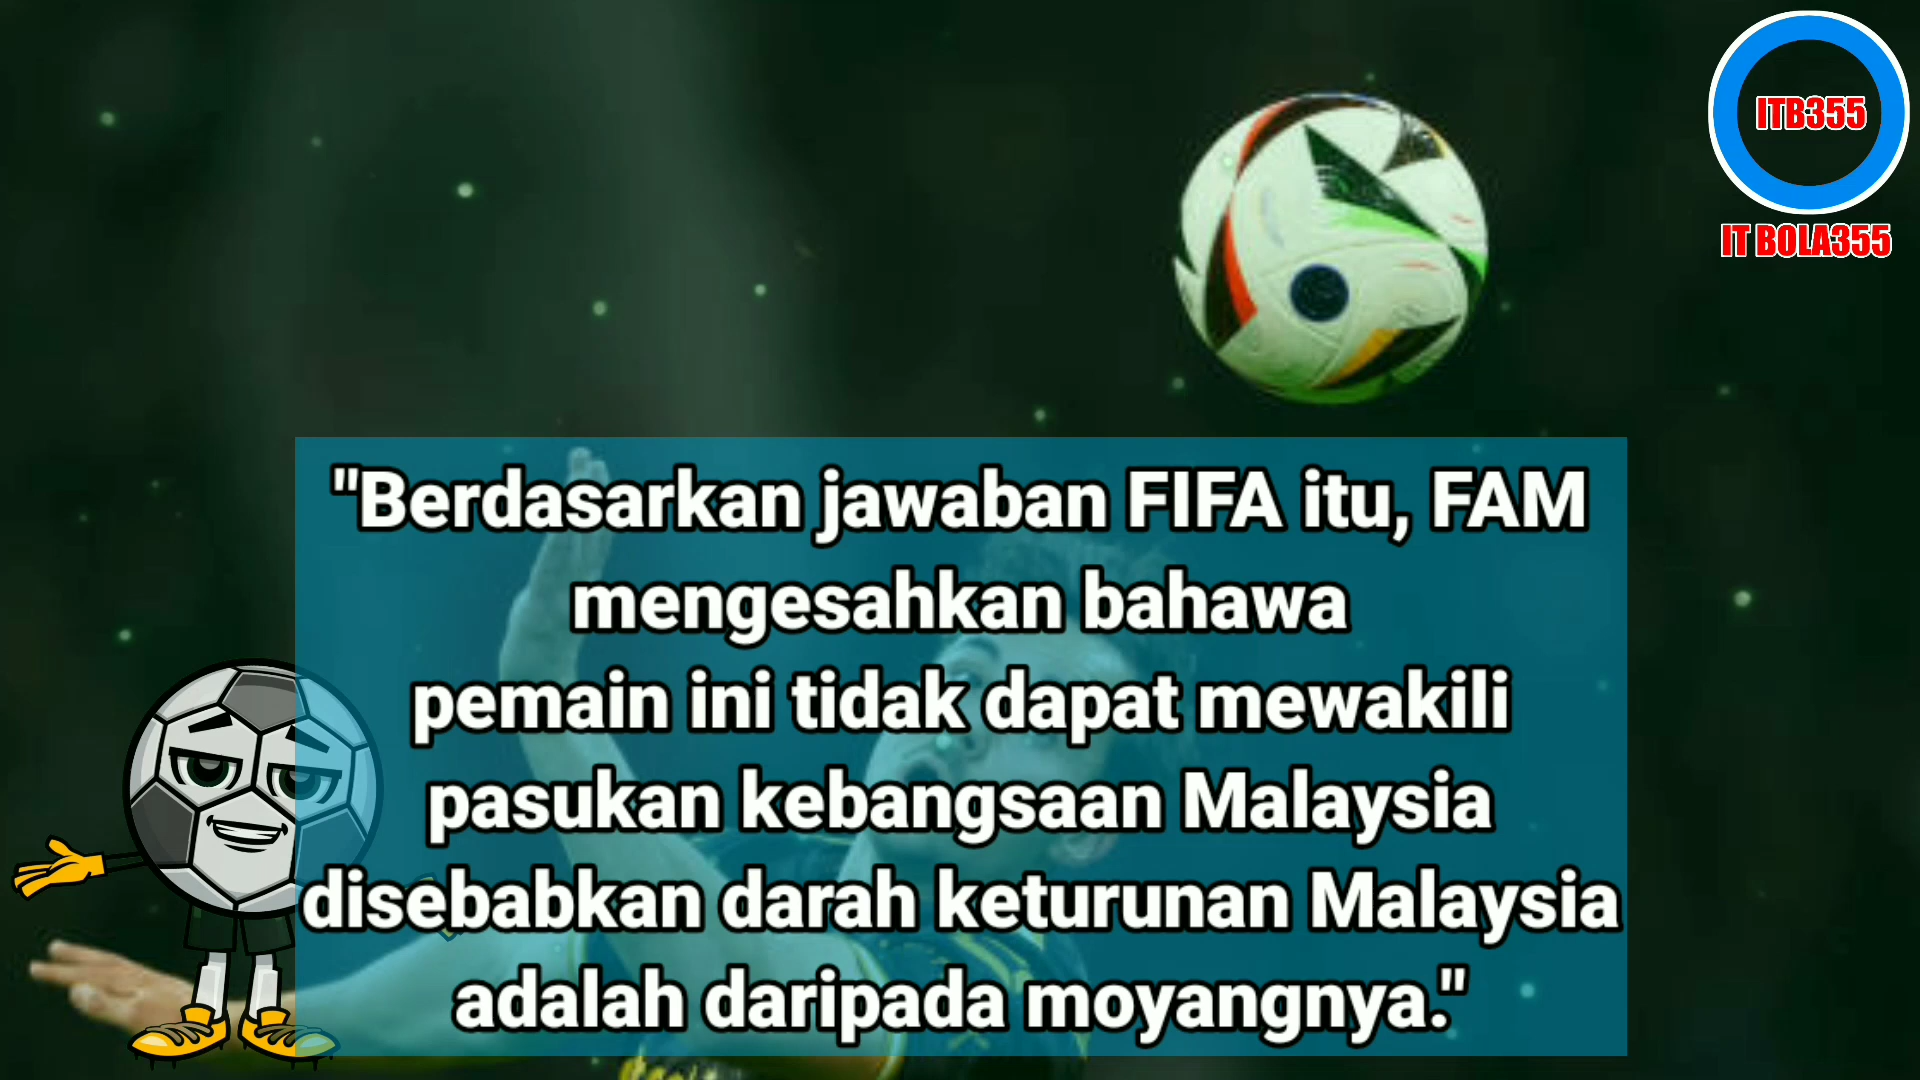 ITB355
IT BOLA355
"Berdasarkan jawaban FIFA itu, FAM
mengesahkan bahawa
pemain ini tidak dapat mewakili
pasukan kebangsaan Malaysia
disebabkan darah keturunan Malaysia
adalah daripada moyangnya."